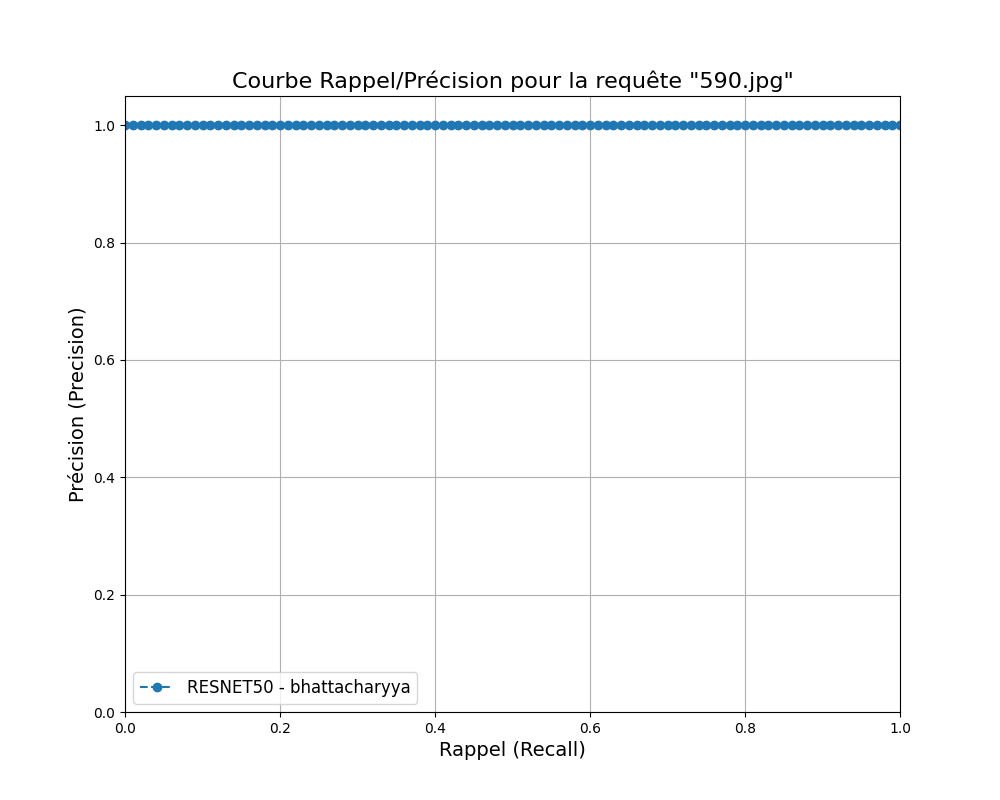 Courbe Rappel/Précision pour la requête "590.jpg"
1.0
0.8
0.6
0.4
0.2
0.0
Précision (Precision)
RESNET50 - bhattacharyya
0.0 0.2 0.4 0.6 0.8 1.0
Rappel (Recall)